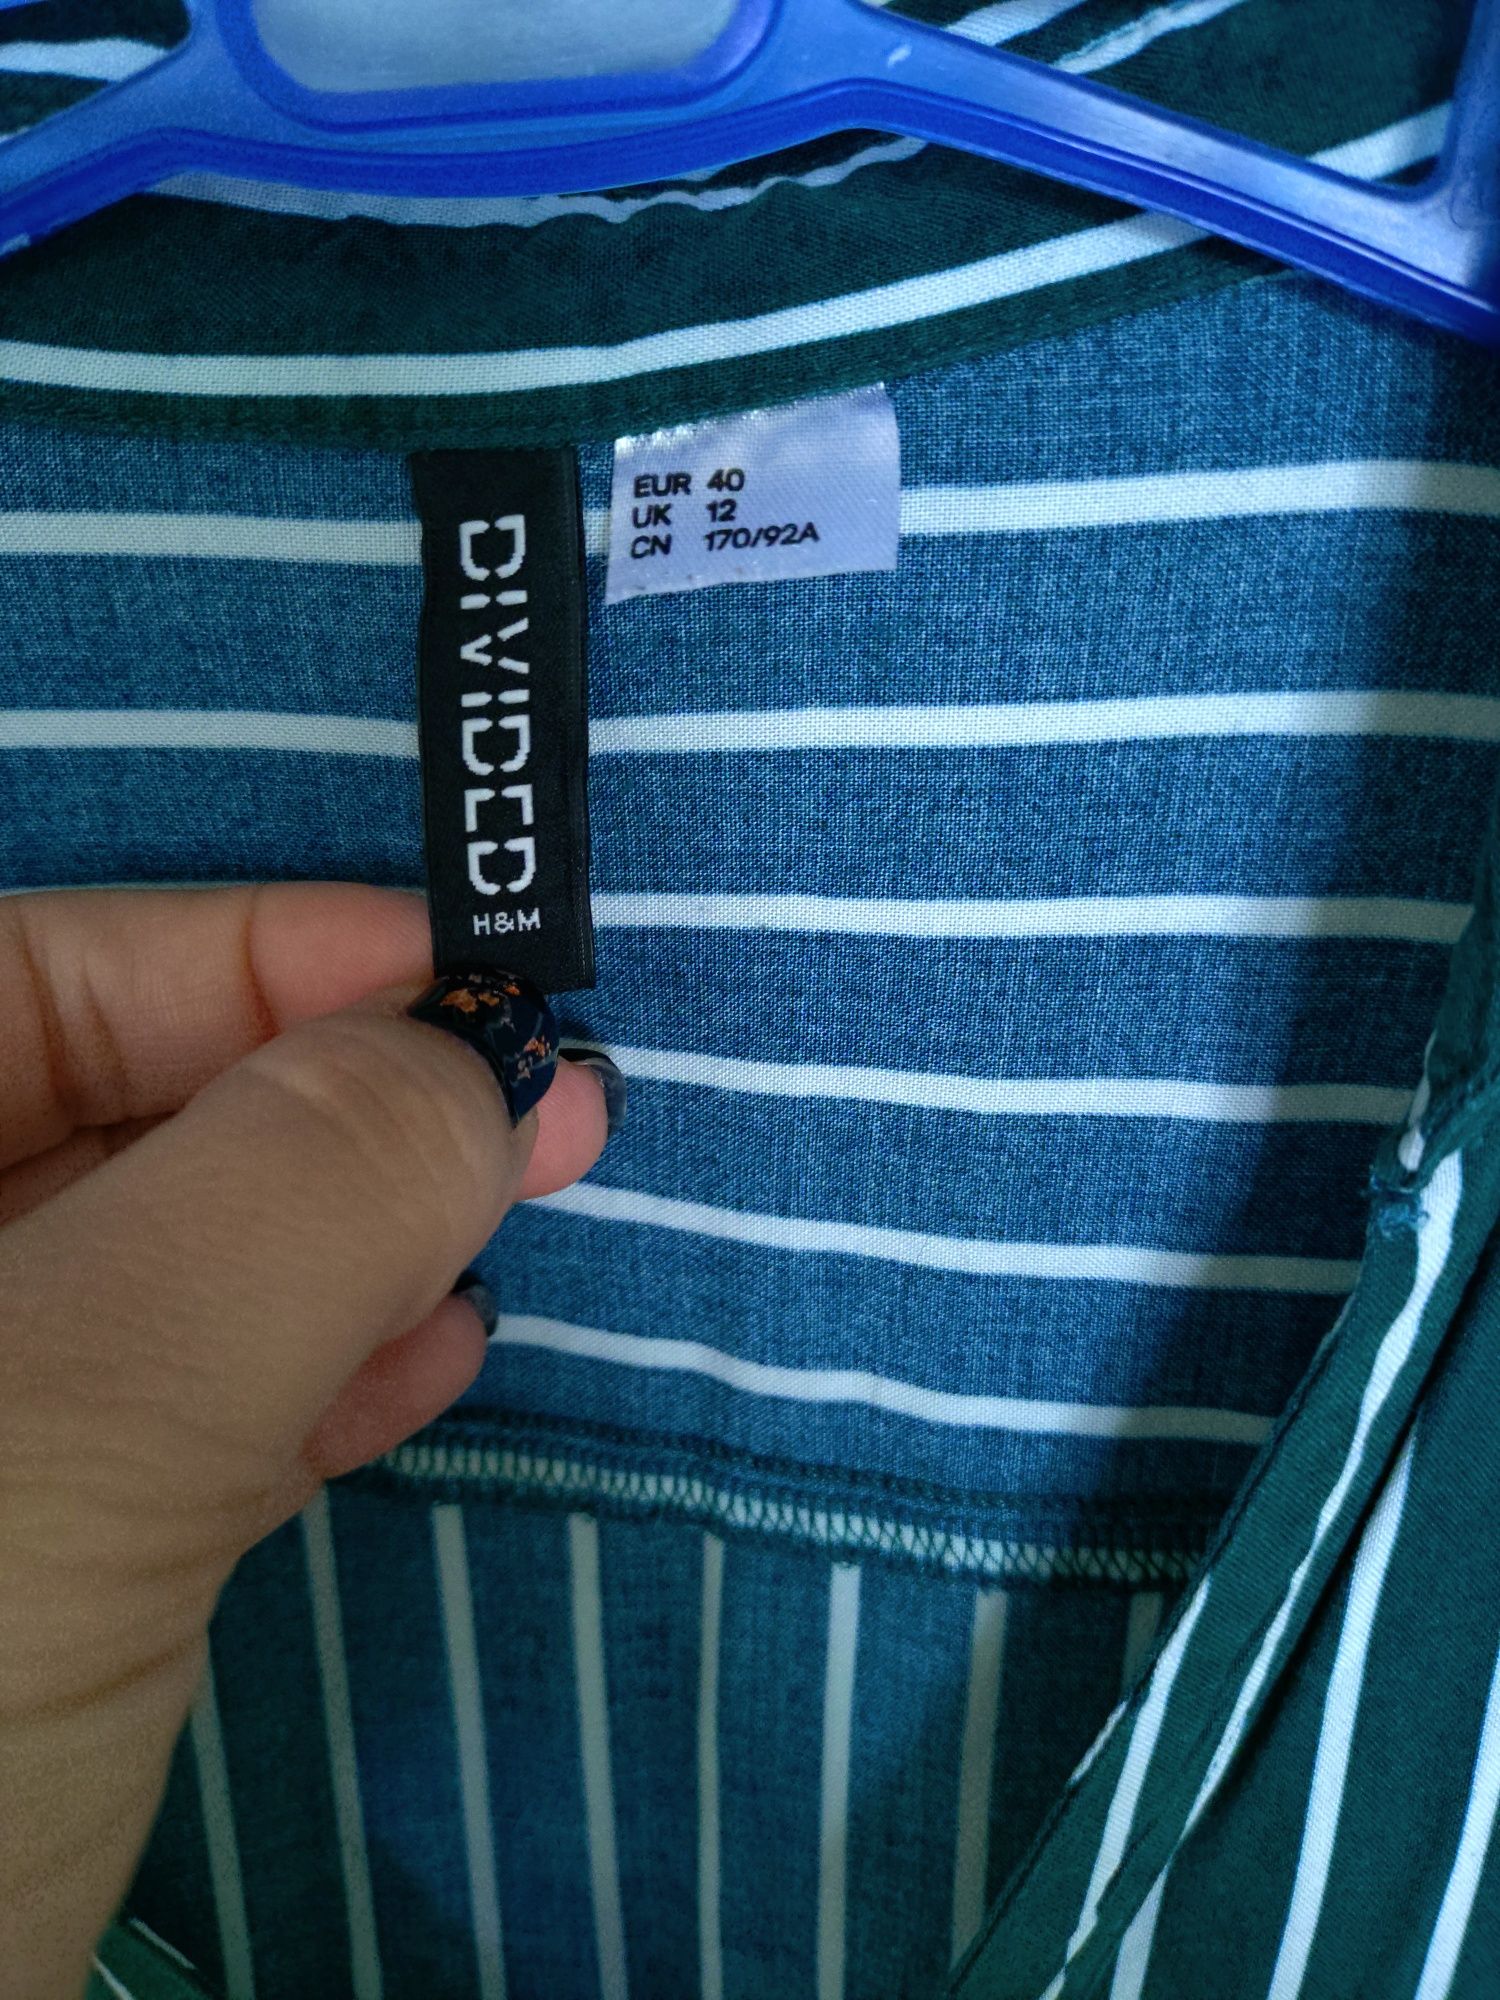 DIVIDED
H&M
EUR 40
UK 12
CN 170/92A